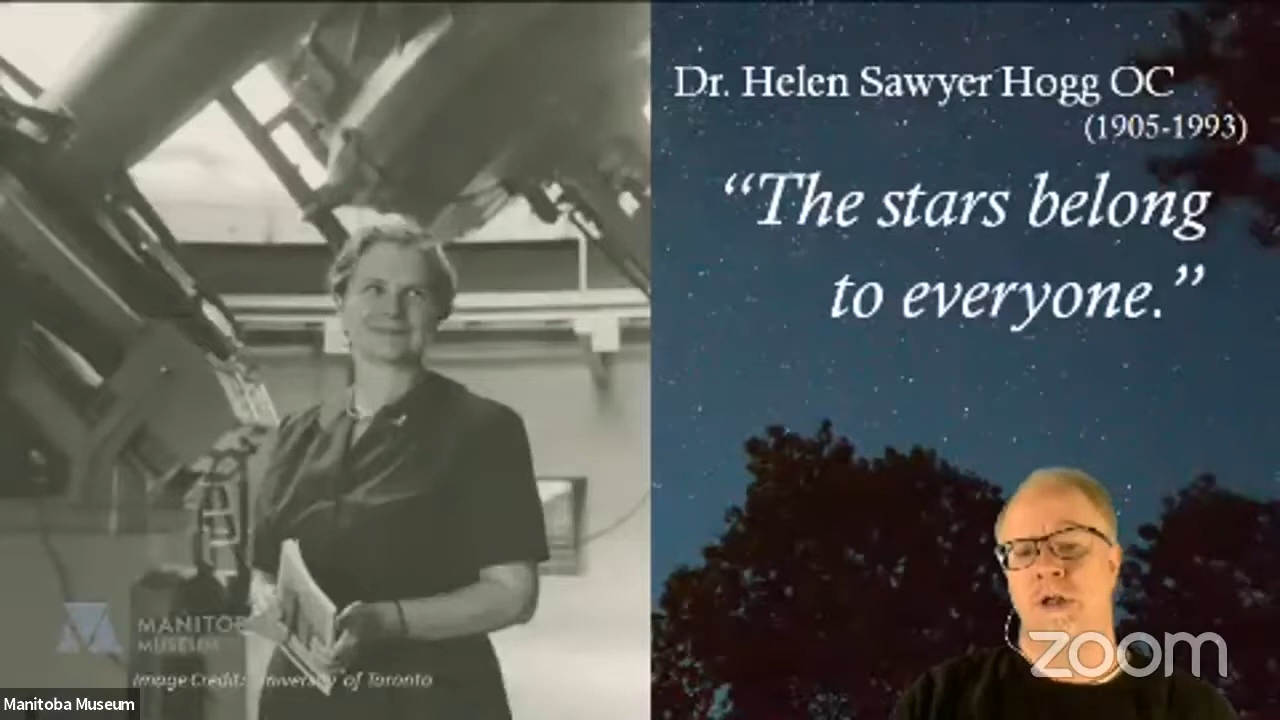 Dr. Helen Sawyer Hogg OC
(1905-1993)
“The stars belong
to everyone.”
MANITOBA
MUSEUM
Image Credit: University of Toronto
zoom
Manitoba Museum